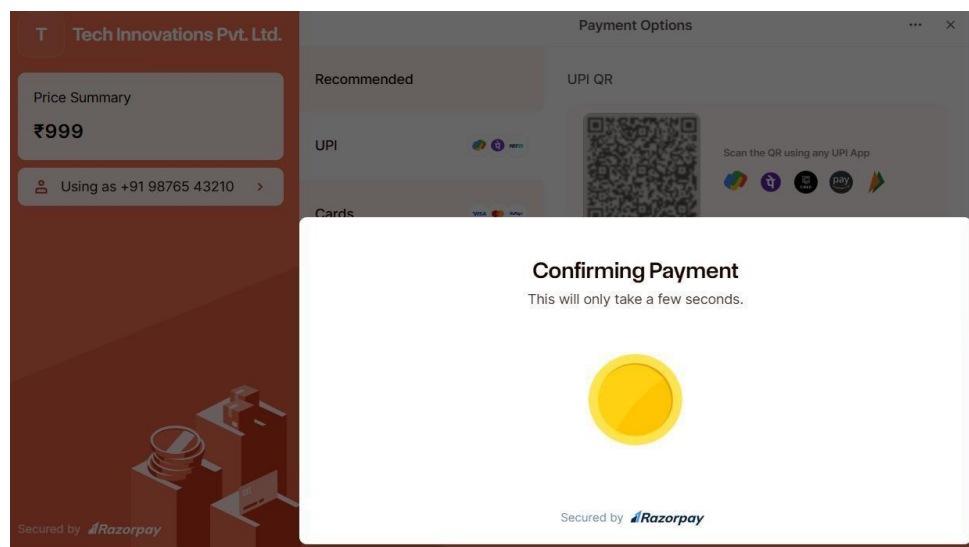 T
Tech Innovations Pvt. Ltd.
Price Summary
₹999
Using as +91 98765 43210
Secured by Razorpay
Payment Options
Recommended
UPI
Cards
VISA
UPI QR
Scan the QR using any UPI App
पे
pay
Confirming Payment
This will only take a few seconds.
Secured by Razorpay